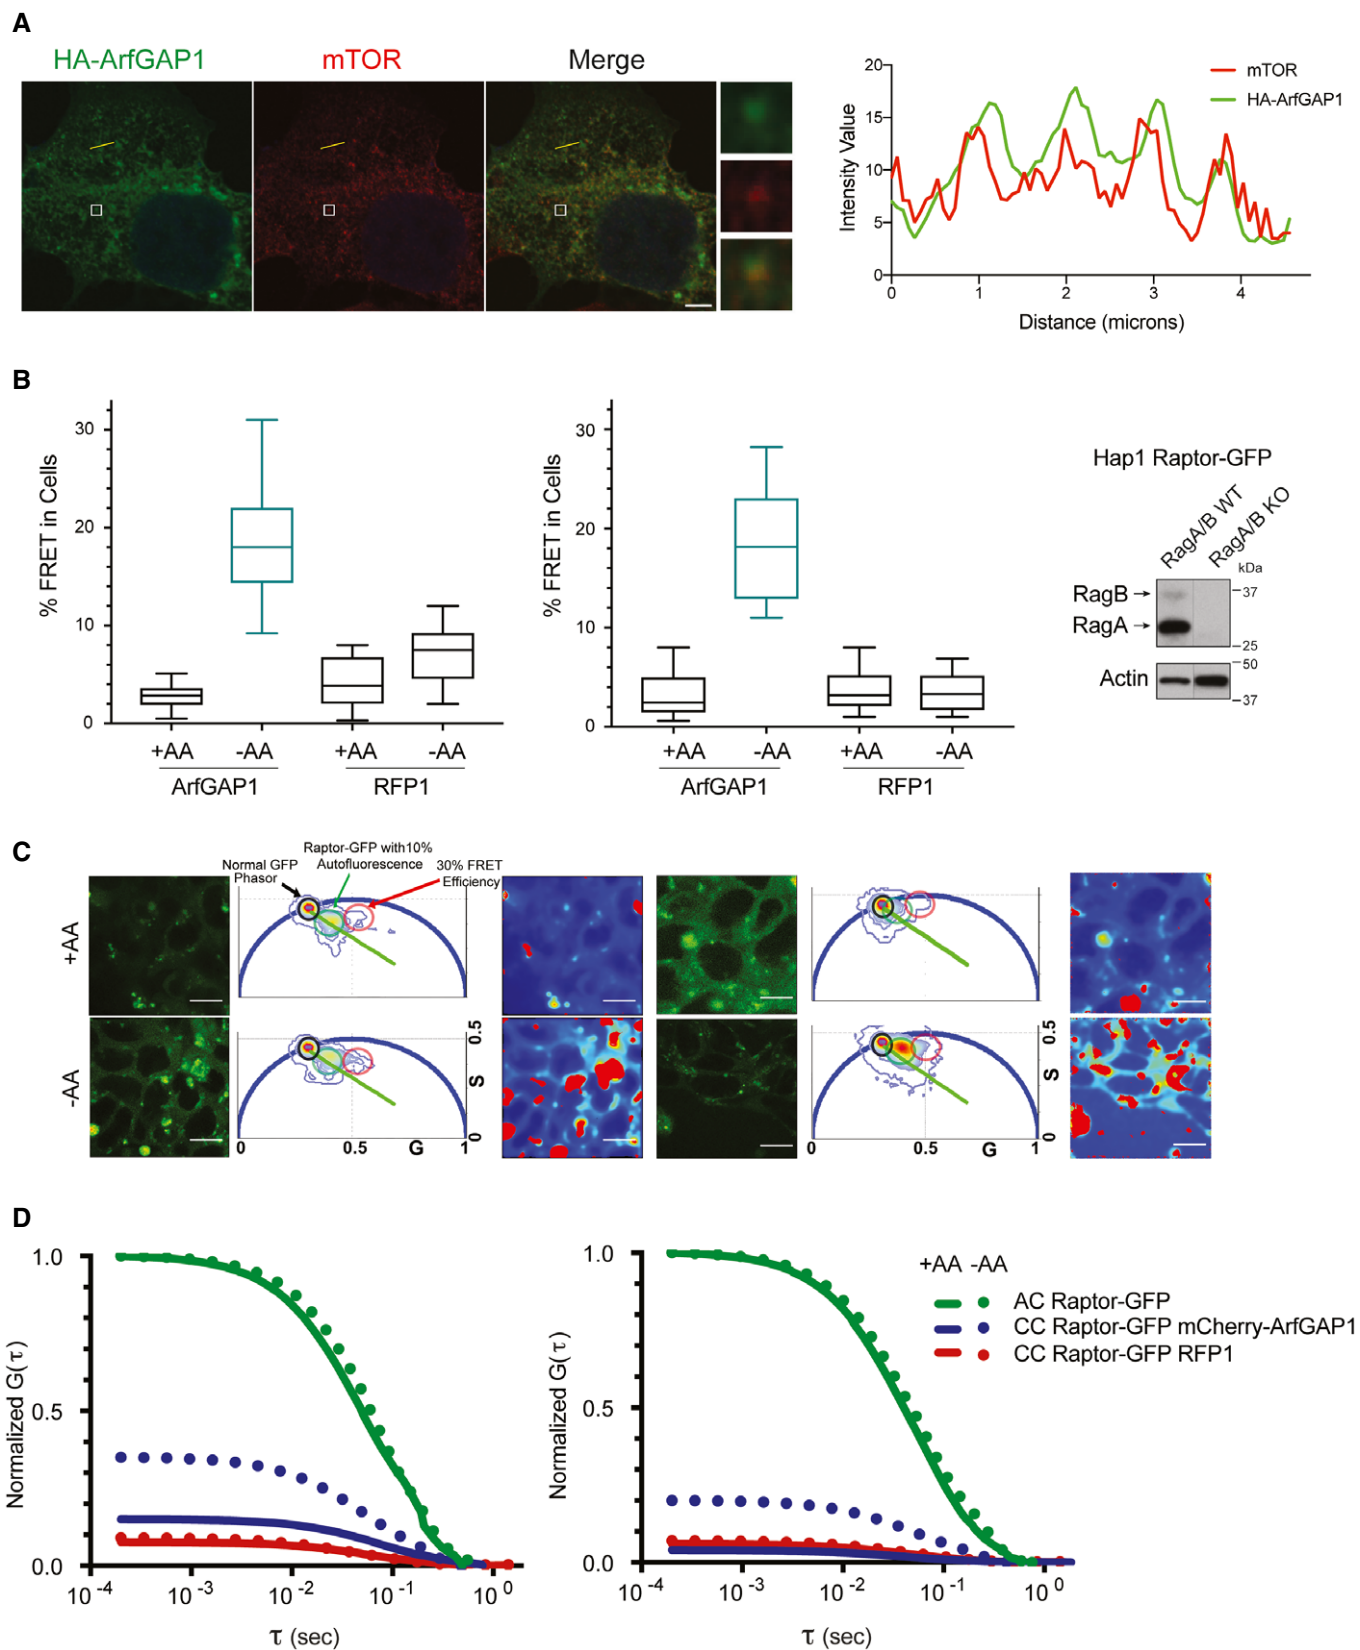 A
HA-ArfGAP1
mTOR
Merge
20
15
10
5
0
Intensity Value
0 1 2 3 4
Distance (microns)
mTOR
HA-ArfGAP1
B
% FRET in Cells
30
20
10
0
+AA -AA +AA -AA
ArfGAP1 RFP1
% FRET in Cells
30
20
10
0
+AA -AA +AA -AA
ArfGAP1 RFP1
Hap1 Raptor-GFP
RagA/B WT
RagA/B KO
kDa
RagB
37
RagA
25
50
Actin
37
C
Normal GFP
Phasor
Raptor-GFP with10%
Autofluorescence
30% FRET
Efficiency
+AA
-AA
0.5
S
0
0 0.5 G 1
0.5
S
0
0 0.5 G 1
D
Normalized G(τ)
1.0
0.5
0.0
10-4 10-3 10-2 10-1 100
τ (sec)
Normalized G(τ)
1.0
0.5
0.0
10-4 10-3 10-2 10-1 100
τ (sec)
+AA -AA
AC Raptor-GFP
CC Raptor-GFP mCherry-ArfGAP1
CC Raptor-GFP RFP1